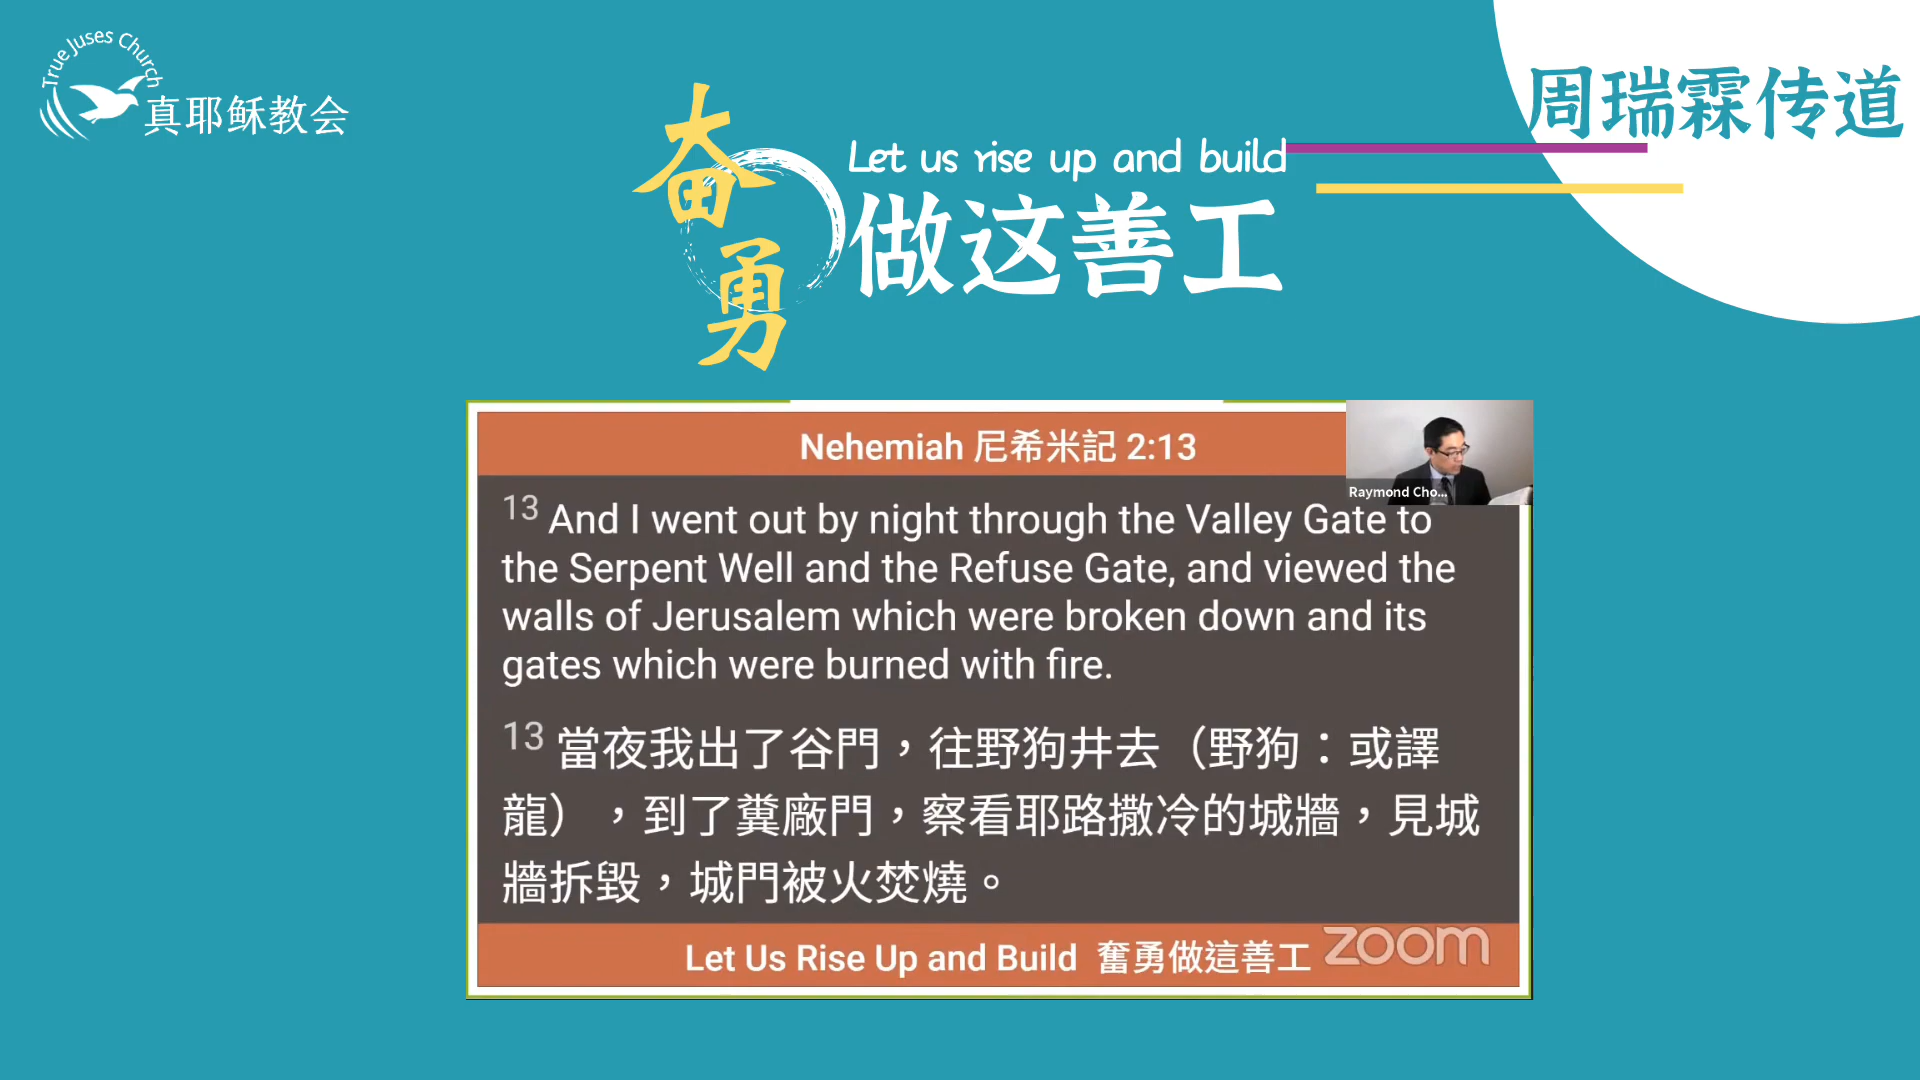 True Juses Church
真耶稣教会
周瑞霖传道
奋勇
Let us rise up and build
做这善工
Nehemiah 尼希米記 2:13
Raymond Cho...
13 And I went out by night through the Valley Gate to
the Serpent Well and the Refuse Gate, and viewed the
walls of Jerusalem which were broken down and its
gates which were burned with fire.
13 當夜我出了谷門，往野狗井去（野狗：或譯
龍），到了糞廠門，察看耶路撒冷的城牆，見城
牆拆毀，城門被火焚燒。
Let Us Rise Up and Build 奮勇做這善工
zoom